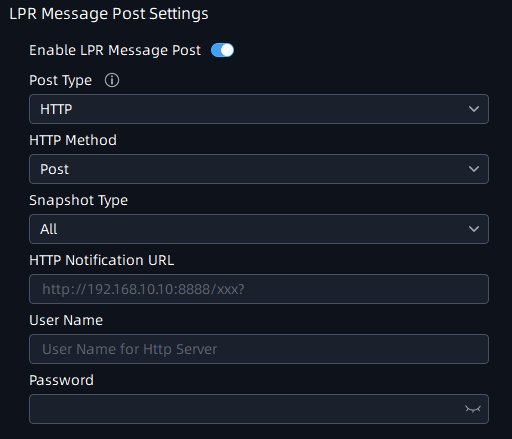 LPR Message Post Settings
Enable LPR Message Post
Post Type
HTTP
HTTP Method
Post
Snapshot Type
All
HTTP Notification URL
http://192.168.10.10:8888/xxx?
User Name
User Name for Http Server
Password